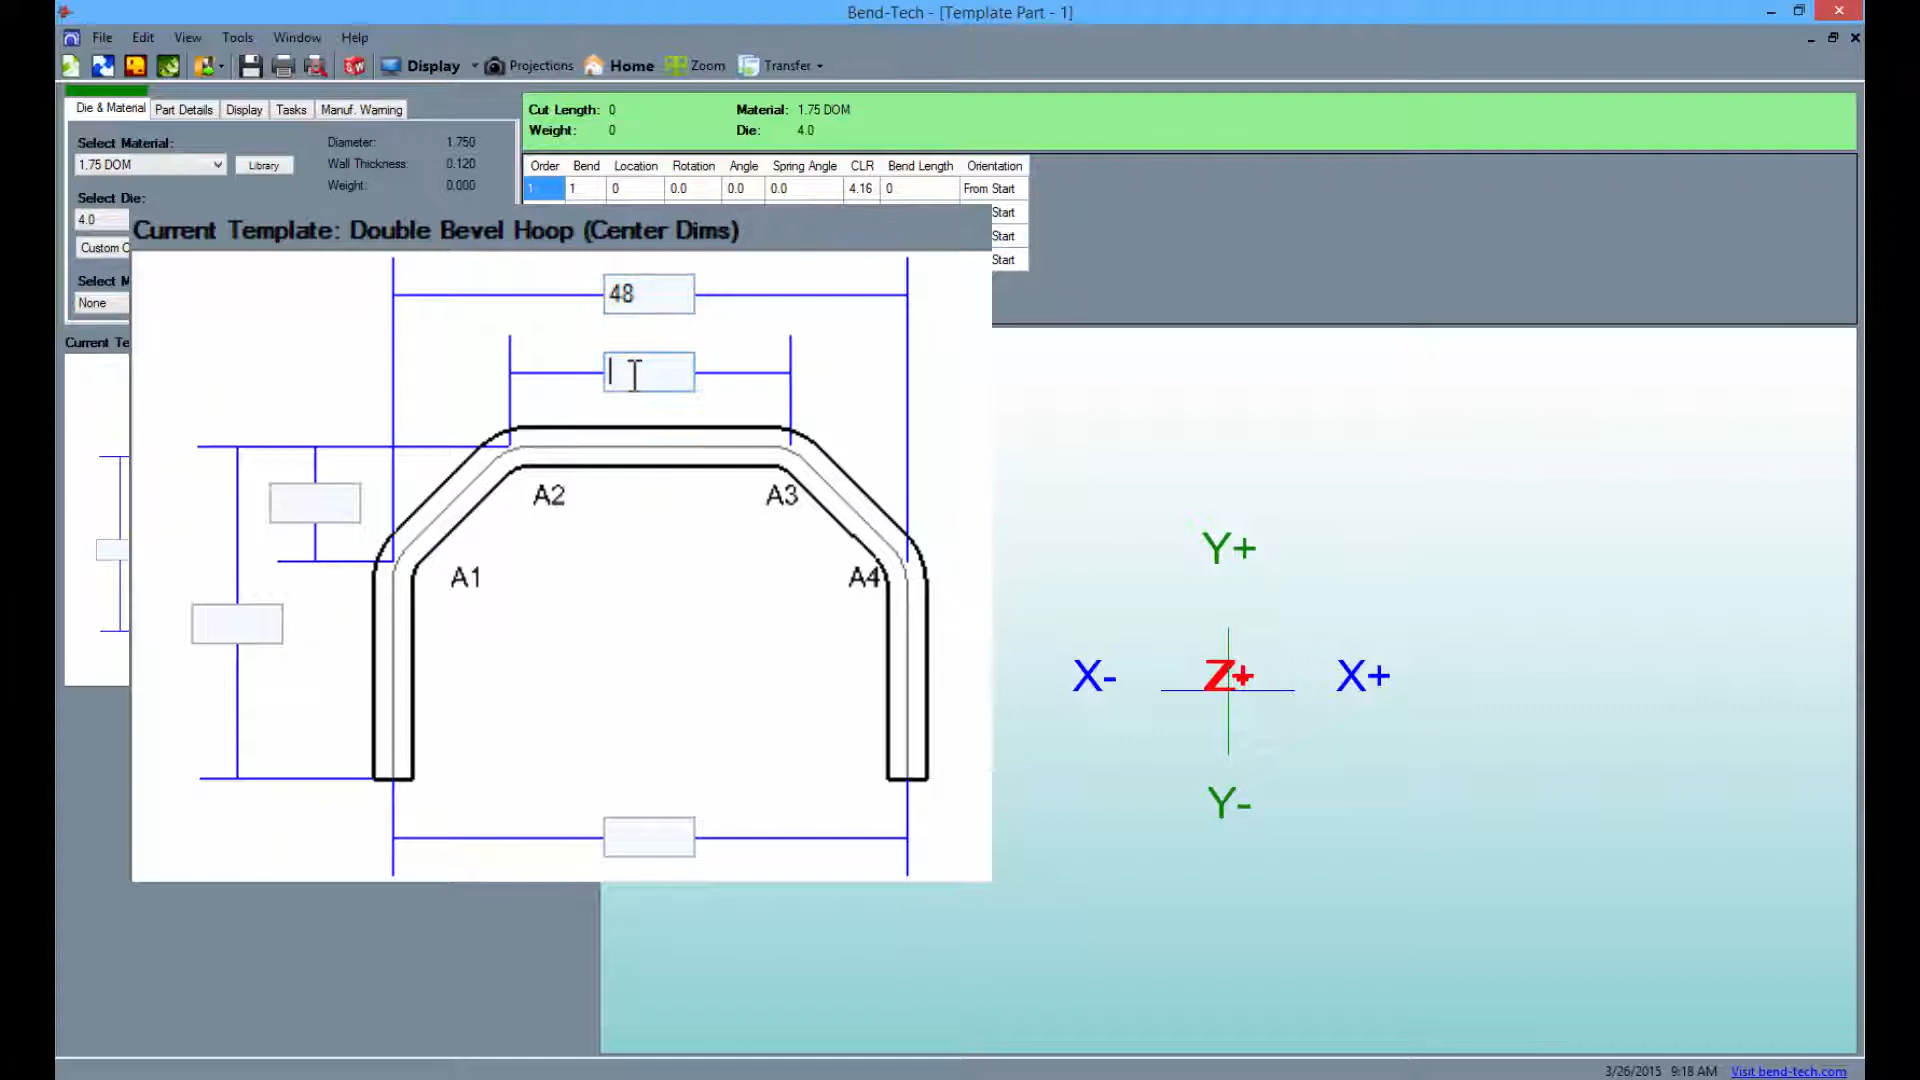 Bend-Tech - [Template Part - 1]
File Edit View Tools Window Help
Display Projections Home Zoom Transfer
Die & Material Part Details Display Tasks Manuf. Warning
Select Material:
1.75 DOM Library
Diameter: 1.750
Wall Thickness: 0.120
Weight: 0.000
Select Die:
4.0
Custom C
Select M
None
Current Te
Cut Length: 0 Material: 1.75 DOM
Weight: 0 Die: 4.0
Order Bend Location Rotation Angle Spring Angle CLR Bend Length Orientation
1 1 0 0.0 0.0 0.0 4.16 0 From Start
Start
Start
Start
Current Template: Double Bevel Hoop (Center Dims)
48
A2 A3
A1 A4
Y+
X- Z+ X+
Y-
3/26/2015 9:18 AM Visit bend-tech.com